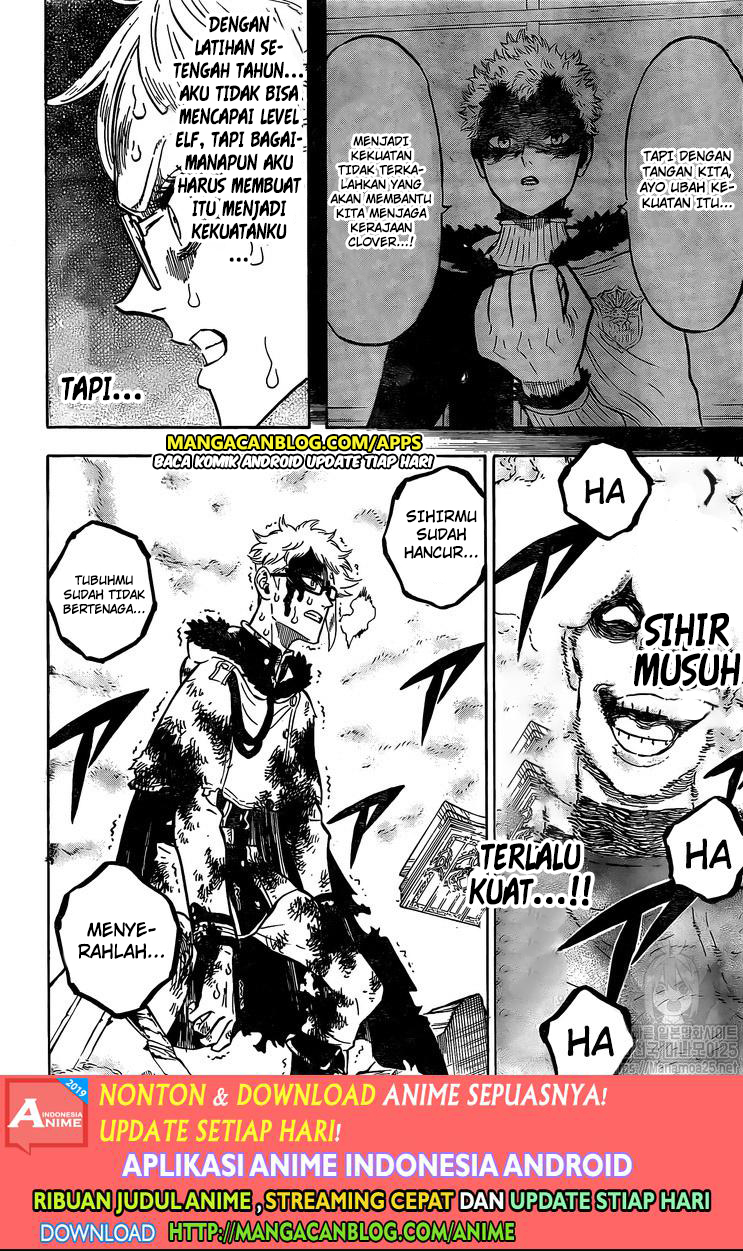 TAPI DENGAN
TANGAN KITA,
AYO UBAH KE-
KUATAN ITU...
MENJADI
KEKUATAN
TIDAK TERKA-
LAHKAN YANG
AKAN MEMBANTU
KITA MENJAGA
KERAJAAN
CLOVER...!
DENGAN
LATIHAN SE-
TENGAH TAHUN...
AKU TIDAK BISA
MENCAPAI LEVEL
ELF, TAPI BAGAI-
MANAPUN AKU
HARUS MEMBUAT
ITU MENJADI
KEKUATANKU
...
TAPI...
MANGACANBLOG.COM/APPS
BACA KOMIK ANDROID UPDATE TIAP HARI
HA
SIHIR
MUSUH
HA
TERLALU
KUAT...!!
HA
SIHIRMU
SUDAH
HANCUR...
TUBUHMU
SUDAH TIDAK
BERTENAGA...
MENYE-
RAHLAH...
https://Manamoa25.net
2019
A INDONESIA
ANIME
NONTON & DOWNLOAD ANIME SEPUASNYA!
UPDATE SETIAP HARI!
APLIKASI ANIME INDONESIA ANDROID
RIBUAN JUDUL ANIME , STREAMING CEPAT DAN UPDATE STIAP HARI
DOWNLOAD HTTP://MANGACANBLOG.COM/ANIME